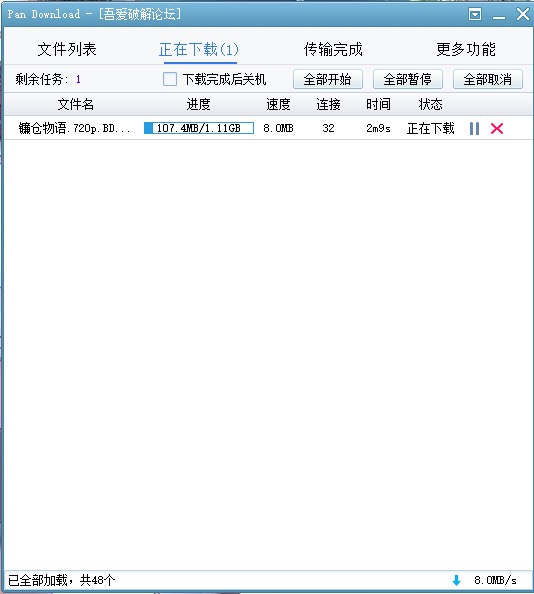 Pan Download - [吾爱破解论坛]
文件列表 正在下载(1) 传输完成 更多功能
剩余任务: 1 下载完成后关机 全部开始 全部暂停 全部取消
文件名 进度 速度 连接 时间 状态
镰仓物语.720p.BD... 107.4MB/1.11GB 8.0MB 32 2m9s 正在下载
已全部加载，共48个 8.0MB/s